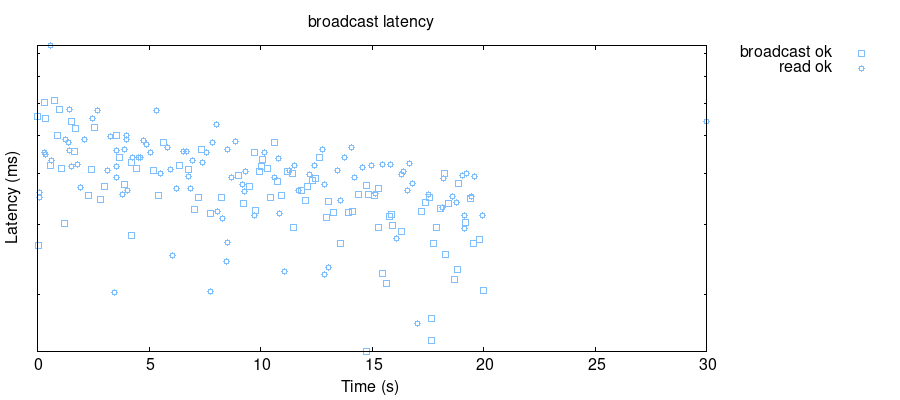 broadcast latency
broadcast ok
read ok
Latency (ms)
0 5 10 15 20 25 30
Time (s)